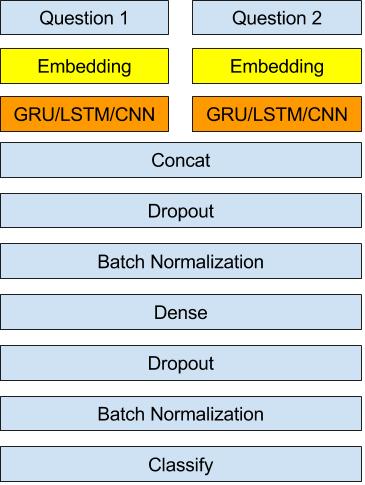 Question 1
Question 2
Embedding
Embedding
GRU/LSTM/CNN
GRU/LSTM/CNN
Concat
Dropout
Batch Normalization
Dense
Dropout
Batch Normalization
Classify